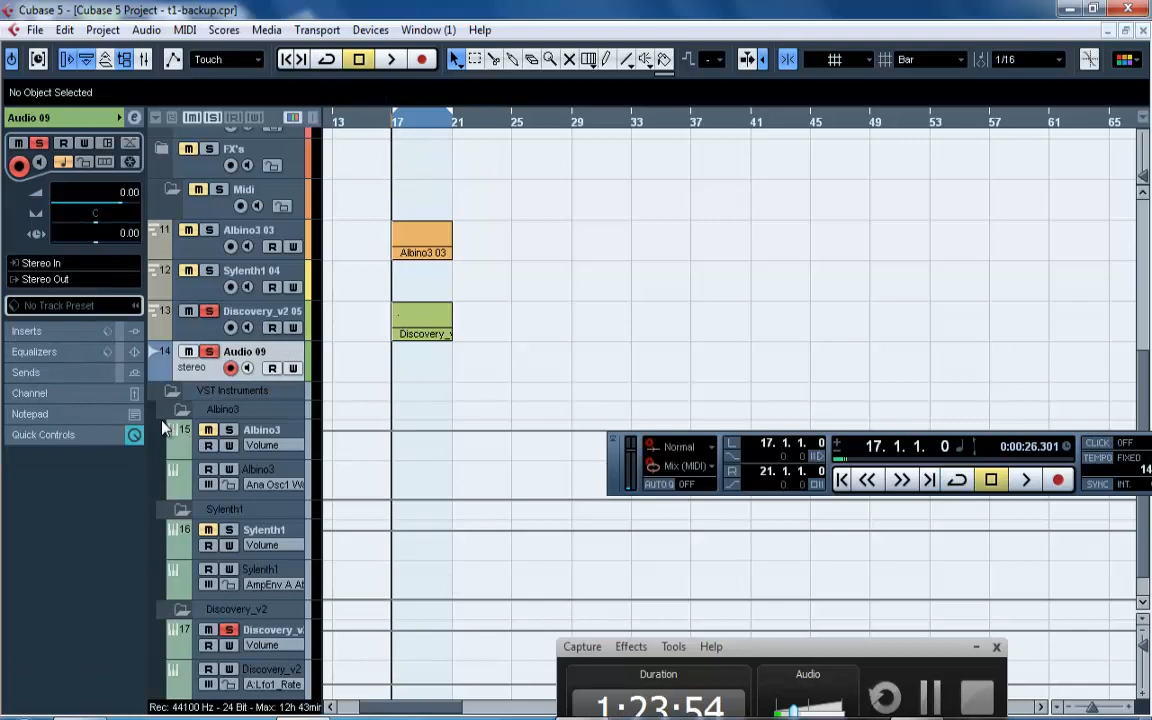 Cubase 5 - [Cubase 5 Project - t1-backup.cpr]
File Edit Project Audio MIDI Scores Media Transport Devices Window (1) Help
Touch Bar 1/16
No Object Selected
Audio 09
M S R W
0.00
C
0.00
Stereo In
Stereo Out
No Track Preset
Inserts
Equalizers
Sends
Channel
Notepad
Quick Controls
13 17 21 25 29 33 37 41 45 49 53 57 61 65
M S FX's
M S Midi
11 M S Albino3 03
R W
Albino3 03
12 M S Sylenth1 04
R W
13 M S Discovery_v2 05
R W
Discovery_v
14 M S Audio 09
stereo R W
VST Instruments
Albino3
15 M S Albino3
R W Volume
R W Albino3
Ana Osc1 W
Sylenth1
16 M S Sylenth1
R W Volume
R W Sylenth1
AmpEnv A At
Discovery_v2
17 M S Discovery_v
R W Volume
R W Discovery_v2
A:Lfo1_Rate
Rec: 44100 Hz - 24 Bit - Max: 12h 43min
Normal
Mix (MIDI)
AUTO Q OFF
L 17. 1. 1. 0
0 0
R 21. 1. 1. 0
0 0
17. 1. 1. 0 0:00:26.301
CLICK OFF
TEMPO FIXED
14
SYNC INT.
Capture Effects Tools Help
Duration
1:23:54
Audio